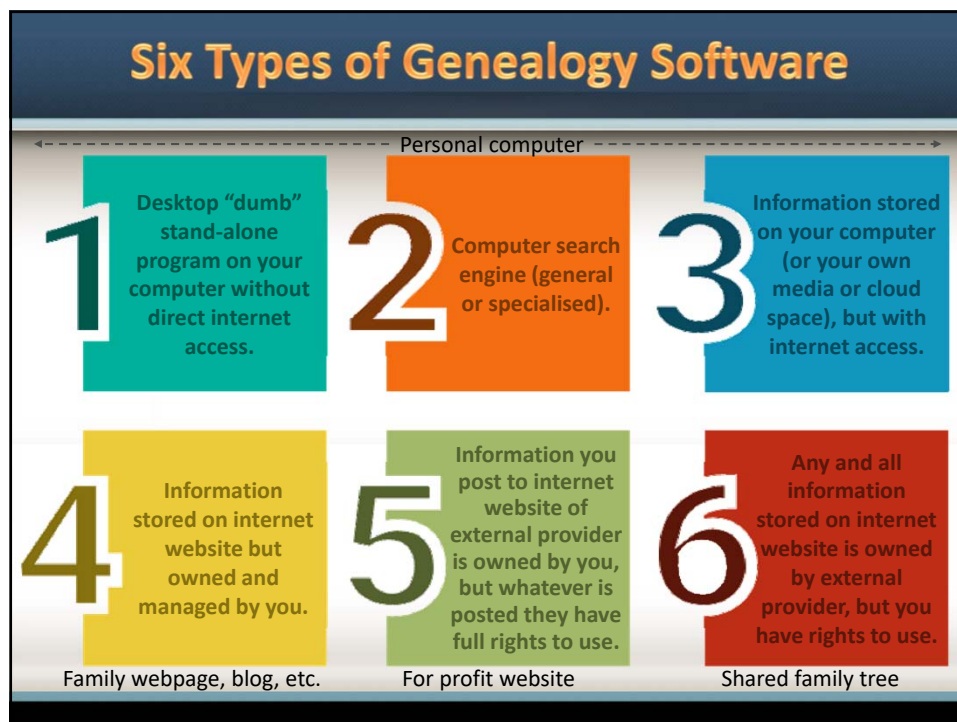 Six Types of Genealogy Software
Personal computer
1
Desktop “dumb”
stand-alone
program on your
computer without
direct internet
access.
2
Computer search
engine (general
or specialised).
3
Information stored
on your computer
(or your own
media or cloud
space), but with
internet access.
4
Information
stored on internet
website but
owned and
managed by you.
5
Information you
post to internet
website of
external provider
is owned by you,
but whatever is
posted they have
full rights to use.
6
Any and all
information
stored on internet
website is owned
by external
provider, but you
have rights to use.
Family webpage, blog, etc.
For profit website
Shared family tree